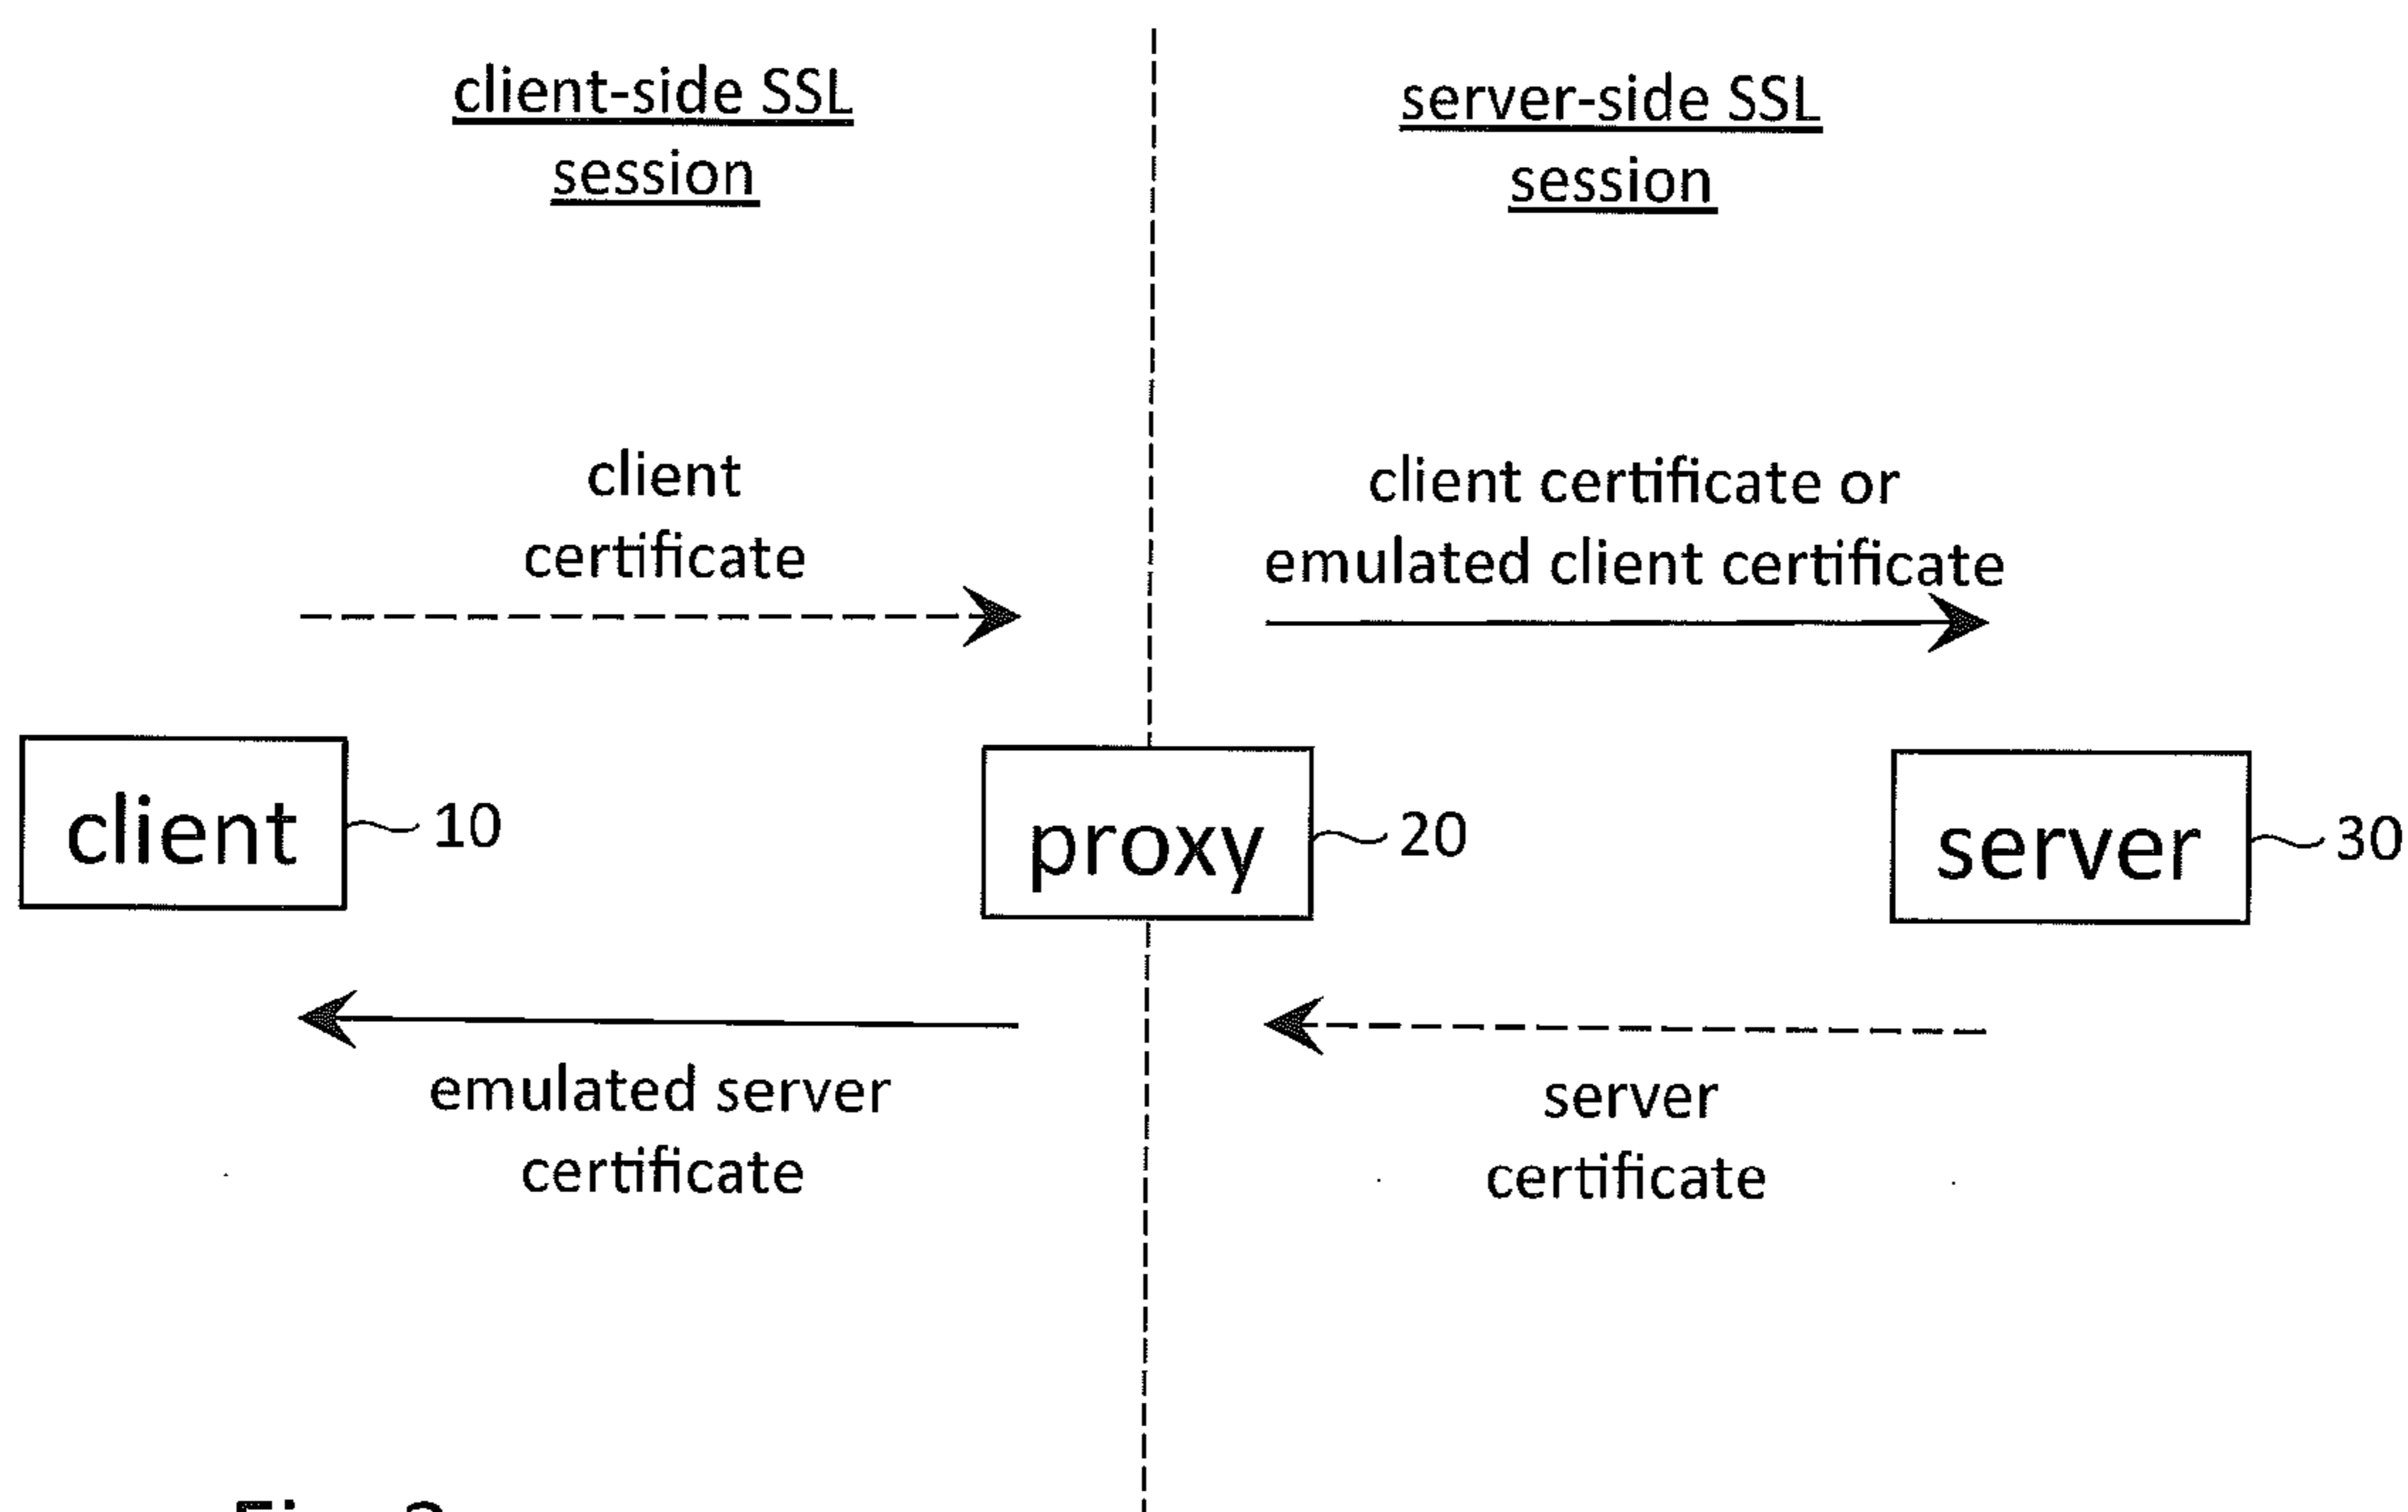 client-side SSL
session
server-side SSL
session
client
certificate
client certificate or
emulated client certificate
client
10
proxy
20
server
30
emulated server
certificate
server
certificate